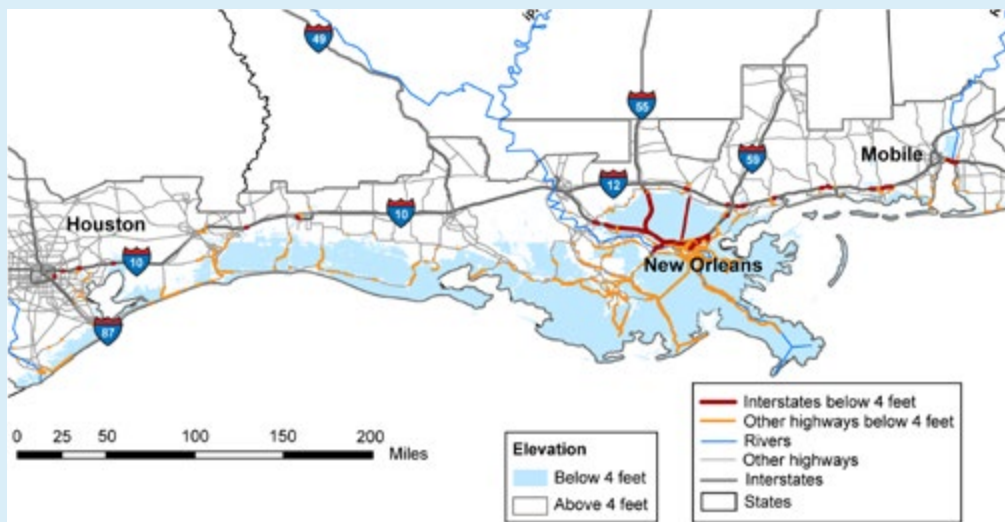 49
55
59
Mobile
12
Houston
10
10
New Orleans
87
0 25 50 100 150 200
Miles
Elevation
Below 4 feet
Above 4 feet
Interstates below 4 feet
Other highways below 4 feet
Rivers
Other highways
Interstates
States